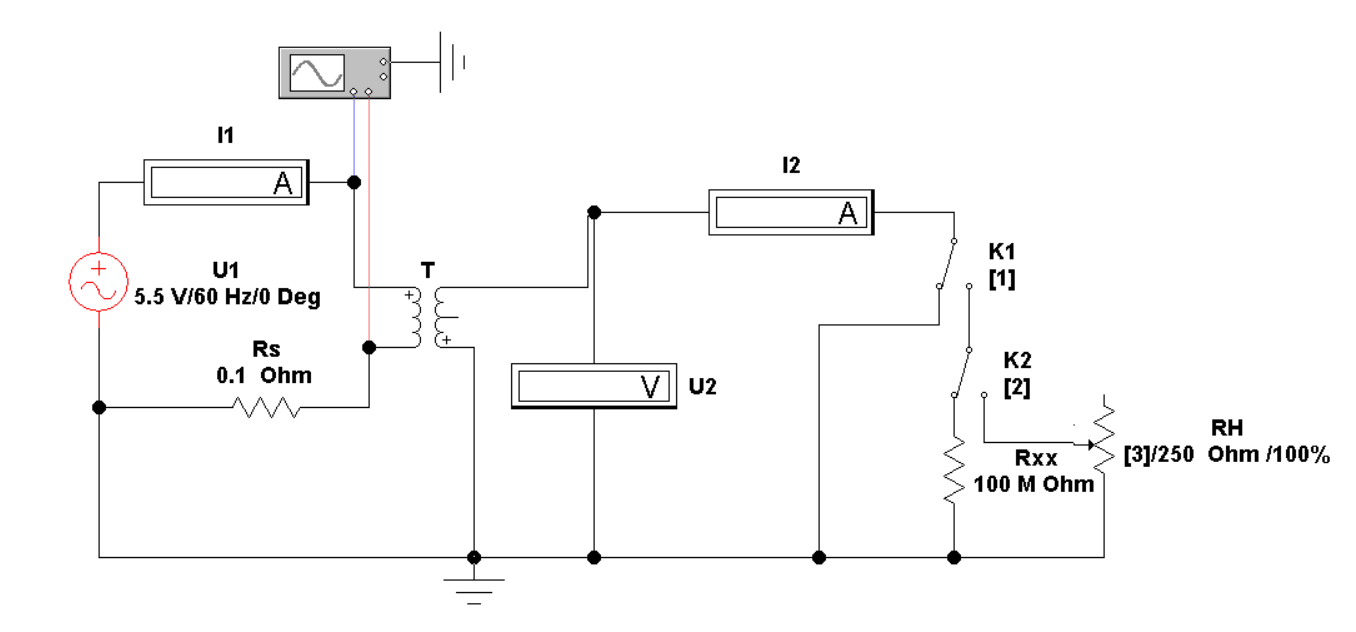 I1
A
I2
A
U1
5.5 V/60 Hz/0 Deg
T
K1
[1]
Rs
0.1 Ohm
V
U2
K2
[2]
RH
[3]/250 Ohm /100%
Rxx
100 M Ohm